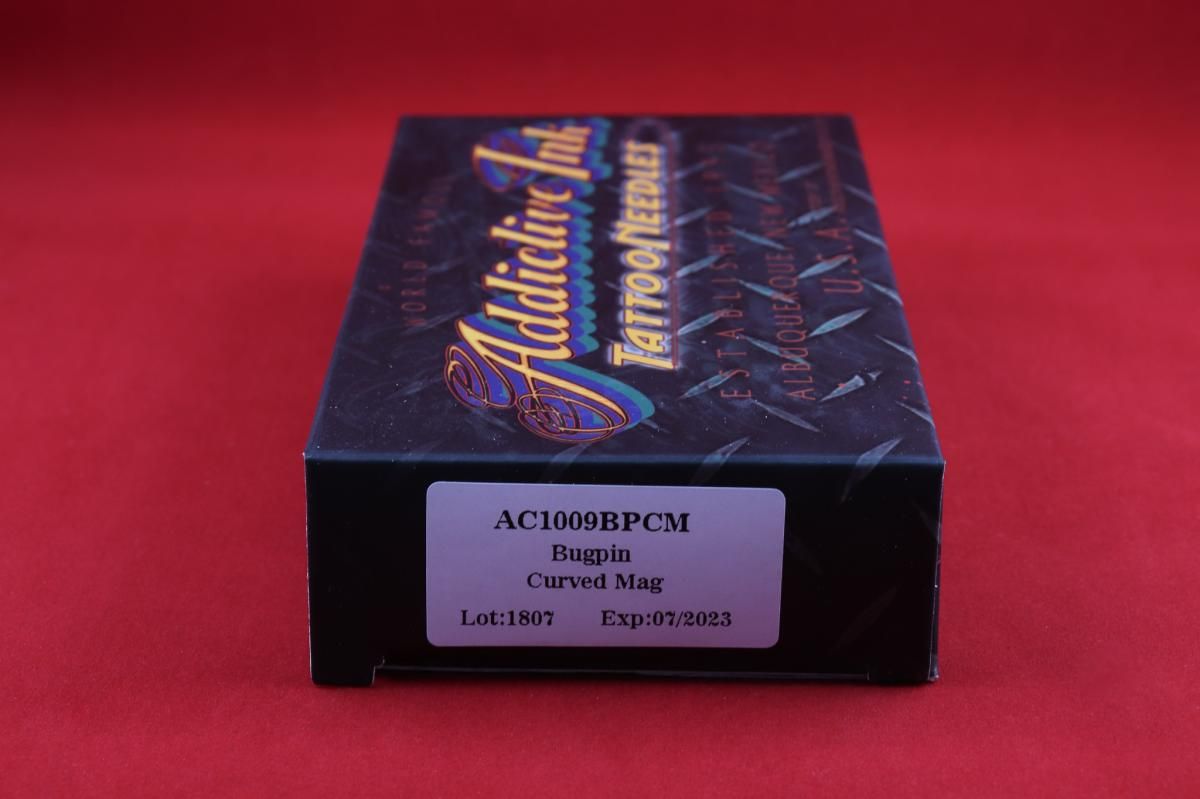 WORLD FAMOUS
Addictive Ink
TATTOO NEEDLES
ESTABLISHED
ALBUQUERQUE NEW MEXICO
U.S.A.
AC1009BPCM
Bugpin
Curved Mag
Lot:1807 Exp:07/2023